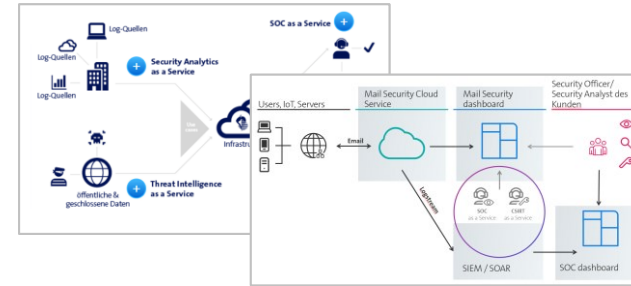 SOC as a Service
Log-Quellen
Log-Quellen
Log-Quellen
Security Analytics
as a Service
Infrastru
öffentliche &
geschlossene Daten
Threat Intelligence
as a Service
Users, IoT, Servers
Mail Security Cloud
Service
Mail Security
dashboard
Security Officer/
Security Analyst des
Kunden
Email
Logstream
SOC
as a Service
CSIRT
as a Service
SIEM / SOAR
SOC dashboard